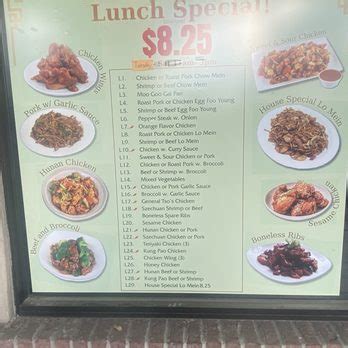 Lunch Special!
$8.25
Tuesday - Sat 11am-3pm
Chicken Wing
Sweet & Sour Chicken
Pork w/ Garlic Sauce
House Special Lo Mein
Hunan Chicken
Sesame Chicken
Beef and Broccoli
Boneless Ribs
L1. Chicken or Roast Pork Chow Mein
L2. Shrimp or Beef Chow Mein
L3. Moo Goo Gai Pan
L4. Roast Pork or Chicken Egg Foo Young
L5. Shrimp or Beef Egg Foo Young
L6. Pepper Steak w. Onion
L7. Orange Flavor Chicken
L8. Roast Pork or Chicken Lo Mein
L9. Shrimp or Beef Lo Mein
L10. Chicken w. Curry Sauce
L11. Sweet & Sour Chicken or Pork
L12. Chicken or Roast Pork w. Broccoli
L13. Beef or Shrimp w. Broccoli
L14. Mixed Vegetables
L15. Chicken or Pork w. Garlic Sauce
L16. Broccoli w. Garlic Sauce
L17. General Tso's Chicken
L18. Szechuan Shrimp or Beef
L19. Boneless Spare Ribs
L20. Sesame Chicken
L21. Hunan Chicken or Pork
L22. Szechuan Chicken or Pork
L23. Teriyaki Chicken (3)
L24. Kung Pao Chicken
L25. Chicken Wing (3)
L26. Honey Chicken
L27. Hunan Beef or Shrimp
L28. Kung Pao Beef or Shrimp
L29. House Special Lo Mein 8.25